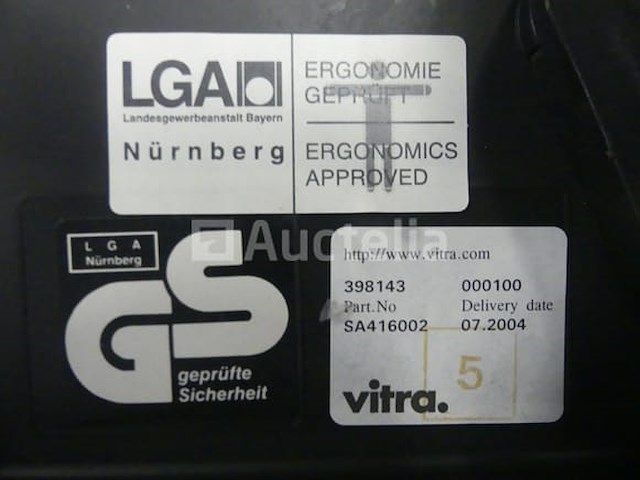 LGA
Landesgewerbeanstalt Bayern
Nürnberg
ERGONOMIE
GEPRÜFT
ERGONOMICS
APPROVED
Auctelia
L G A
Nürnberg
GS
geprüfte
Sicherheit
http://www.vitra.com
398143 000100
Part.No Delivery date
SA416002 07.2004
5
vitra.